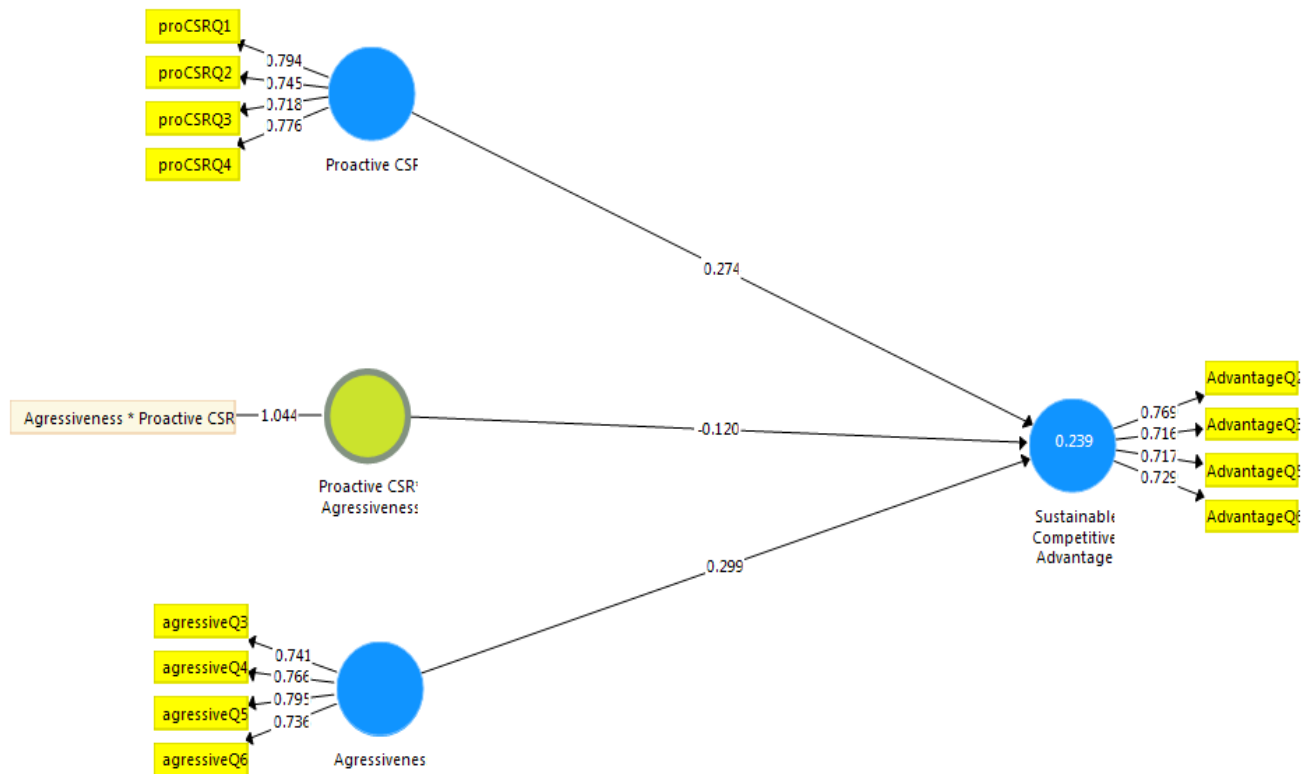 proCSRQ1
proCSRQ2
proCSRQ3
proCSRQ4
0.794
0.745
0.718
0.776
Proactive CSR
0.274
Agressiveness * Proactive CSR
1.044
Proactive CSR*
Agressiveness
-0.120
0.239
Sustainable
Competitive
Advantage
0.769
0.716
0.717
0.729
AdvantageQ2
AdvantageQ3
AdvantageQ5
AdvantageQ6
0.299
agressiveQ3
agressiveQ4
agressiveQ5
agressiveQ6
0.741
0.766
0.795
0.736
Agressivenes